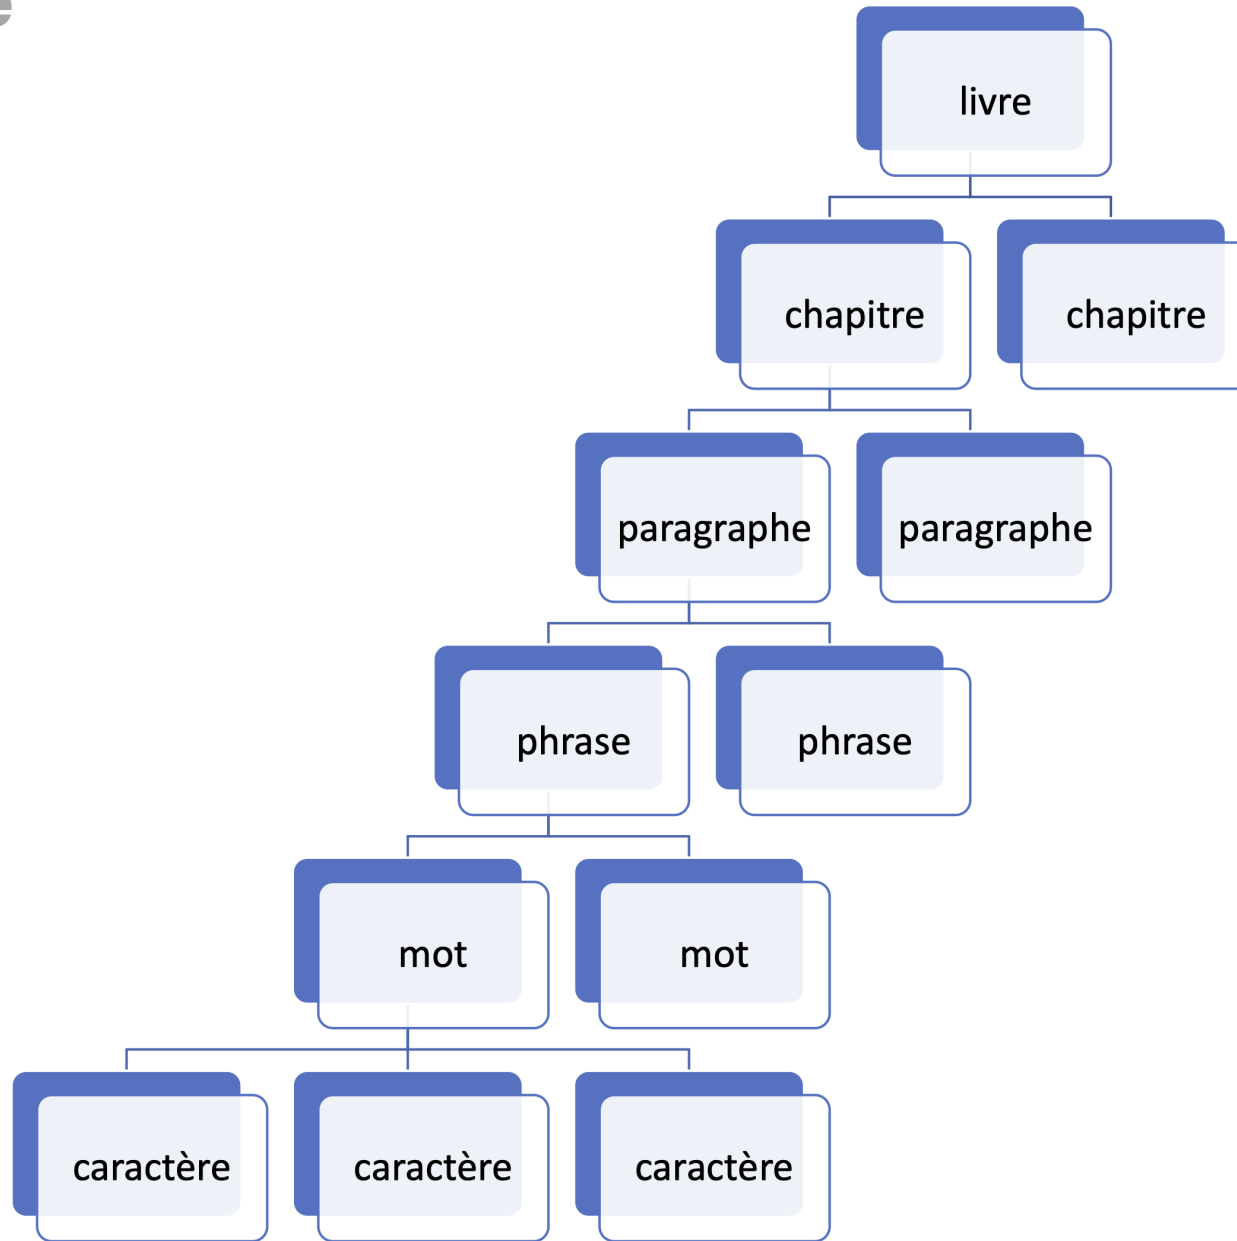 livre
chapitre chapitre
paragraphe paragraphe
phrase phrase
mot mot
caractère caractère caractère